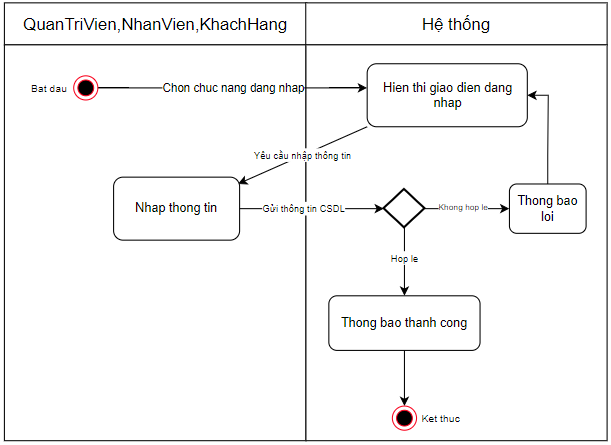 QuanTriVien,NhanVien,KhachHang
Hệ thống
Bat dau
Chon chuc nang dang nhap
Hien thi giao dien dang
nhap
Yêu cầu nhập thông tin
Nhap thong tin
Gửi thông tin CSDL
Khong hop le
Thong bao
loi
Hop le
Thong bao thanh cong
Ket thuc